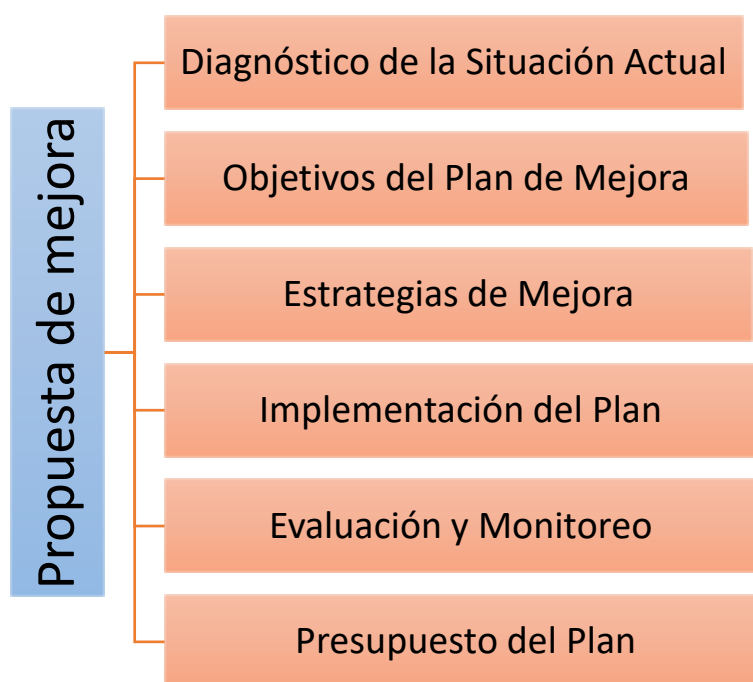 Propuesta de mejora
Diagnóstico de la Situación Actual
Objetivos del Plan de Mejora
Estrategias de Mejora
Implementación del Plan
Evaluación y Monitoreo
Presupuesto del Plan